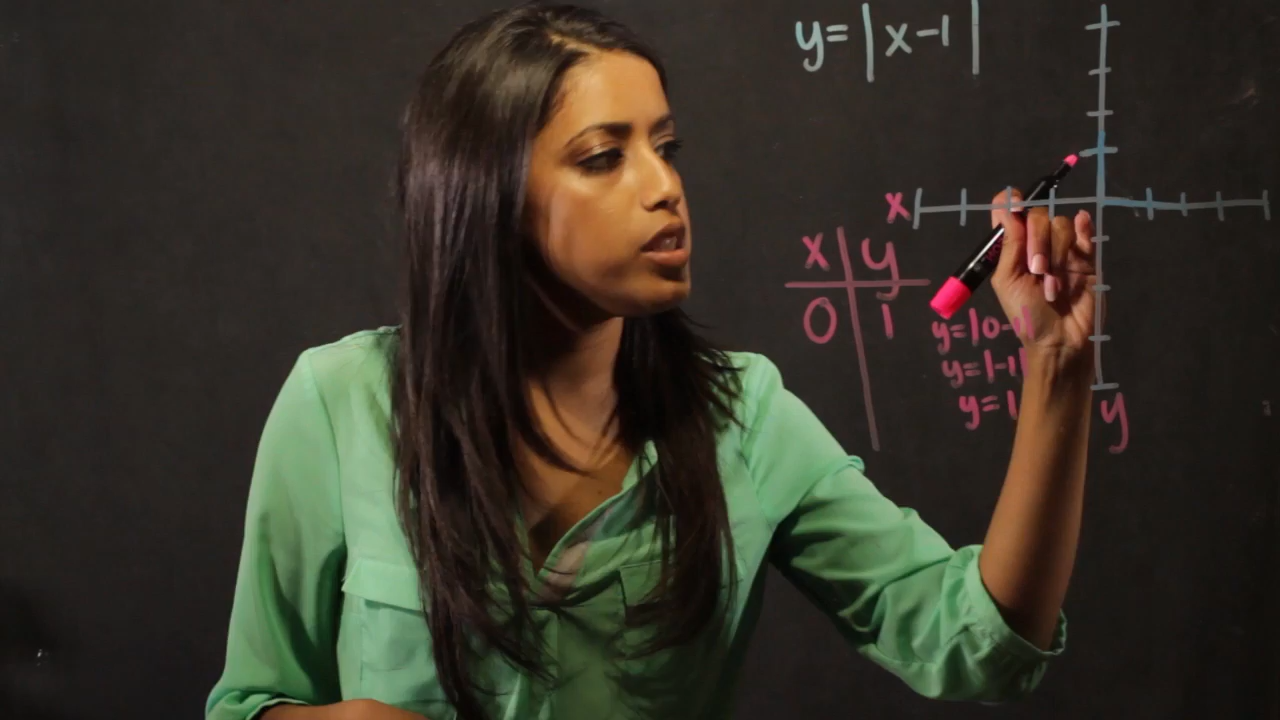 y=|x-1|
x
x y
0 1
y=|0-1|
y=|-1|
y=1
y